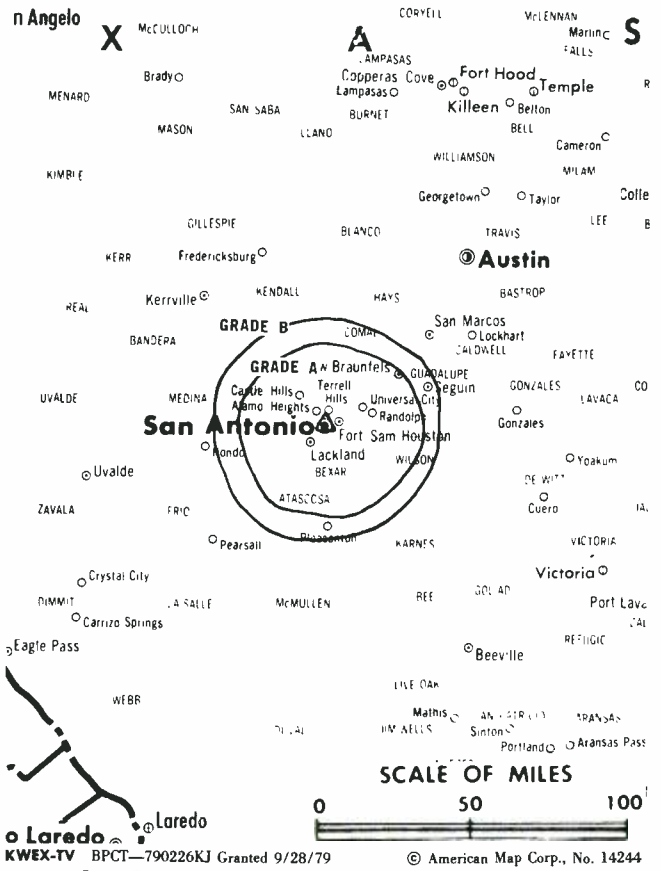 n Angelo
X
A
S
McCULLOCH
CORYELL
McLENNAN
Marlin
FALLS
LAMPASAS
Brady
Copperas Cove
Fort Hood
Temple
R
MENARD
Lampasas
Killeen
Belton
SAN SABA
BURNET
BELL
MASON
LLANO
Cameron
WILLIAMSON
MILAM
KIMBLE
Georgetown
Taylor
Colle
GILLESPIE
BLANCO
TRAVIS
LEE
B
KERR
Fredericksburg
Austin
Kerrville
KENDALL
HAYS
BASTROP
REAL
GRADE B
COMAL
San Marcos
Lockhart
BANDERA
CALDWELL
FAYETTE
GRADE A
N Braunfels
GUADALUPE
Seguin
GONZALES
CO
UVALDE
MEDINA
Castle Hills
Terrell
Hills
Universal City
LAVACA
Alamo Heights
Randolph
Gonzales
San Antonio
Fort Sam Houston
Hondo
Lackland
WILSON
Yoakum
Uvalde
BEXAR
DE WITT
ZAVALA
FRIO
ATASCOSA
Cuero
Pearsall
Pleasanton
KARNES
VICTORIA
Crystal City
Victoria
DIMMIT
LA SALLE
McMULLEN
BEE
GOLIAD
Port Lava
Carrizo Springs
CAL
REFUGIO
Eagle Pass
Beeville
WEBB
LIVE OAK
DUVAL
JIM WELLS
Mathis
SAN PATRICIO
ARANSAS
Sinton
Portland
Aransas Pass
SCALE OF MILES
0 50 100
Laredo
o Laredo
KWEX-TV BPCT—790226KJ Granted 9/28/79
© American Map Corp., No. 14244